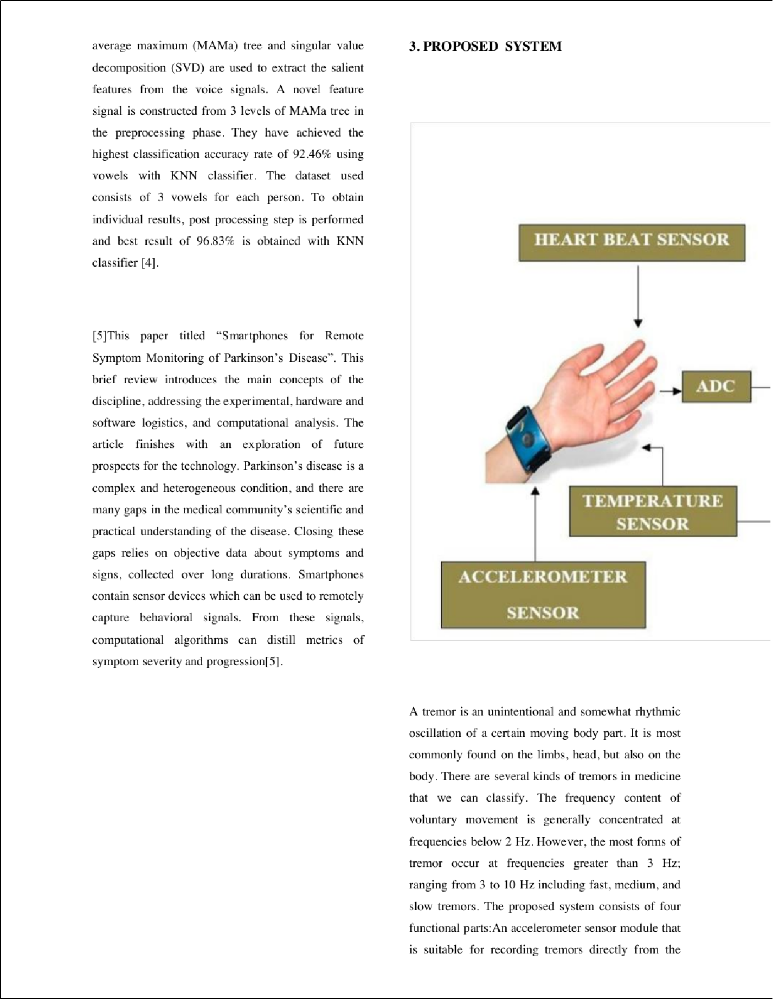 average maximum (MAMa) tree and singular value
decomposition (SVD) are used to extract the salient
features from the voice signals. A novel feature
signal is constructed from 3 levels of MAMa tree in
the preprocessing phase. They have achieved the
highest classification accuracy rate of 92.46% using
vowels with KNN classifier. The dataset used
consists of 3 vowels for each person. To obtain
individual results, post processing step is performed
and best result of 96.83% is obtained with KNN
classifier [4].
[5]This paper titled “Smartphones for Remote
Symptom Monitoring of Parkinson’s Disease”. This
brief review introduces the main concepts of the
discipline, addressing the experimental, hardware and
software logistics, and computational analysis. The
article finishes with an exploration of future
prospects for the technology. Parkinson’s disease is a
complex and heterogeneous condition, and there are
many gaps in the medical community’s scientific and
practical understanding of the disease. Closing these
gaps relies on objective data about symptoms and
signs, collected over long durations. Smartphones
contain sensor devices which can be used to remotely
capture behavioral signals. From these signals,
computational algorithms can distill metrics of
symptom severity and progression[5].
3. PROPOSED SYSTEM
HEART BEAT SENSOR
ADC
TEMPERATURE
SENSOR
ACCELEROMETER
SENSOR
A tremor is an unintentional and somewhat rhythmic
oscillation of a certain moving body part. It is most
commonly found on the limbs, head, but also on the
body. There are several kinds of tremors in medicine
that we can classify. The frequency content of
voluntary movement is generally concentrated at
frequencies below 2 Hz. However, the most forms of
tremor occur at frequencies greater than 3 Hz;
ranging from 3 to 10 Hz including fast, medium, and
slow tremors. The proposed system consists of four
functional parts:An accelerometer sensor module that
is suitable for recording tremors directly from the